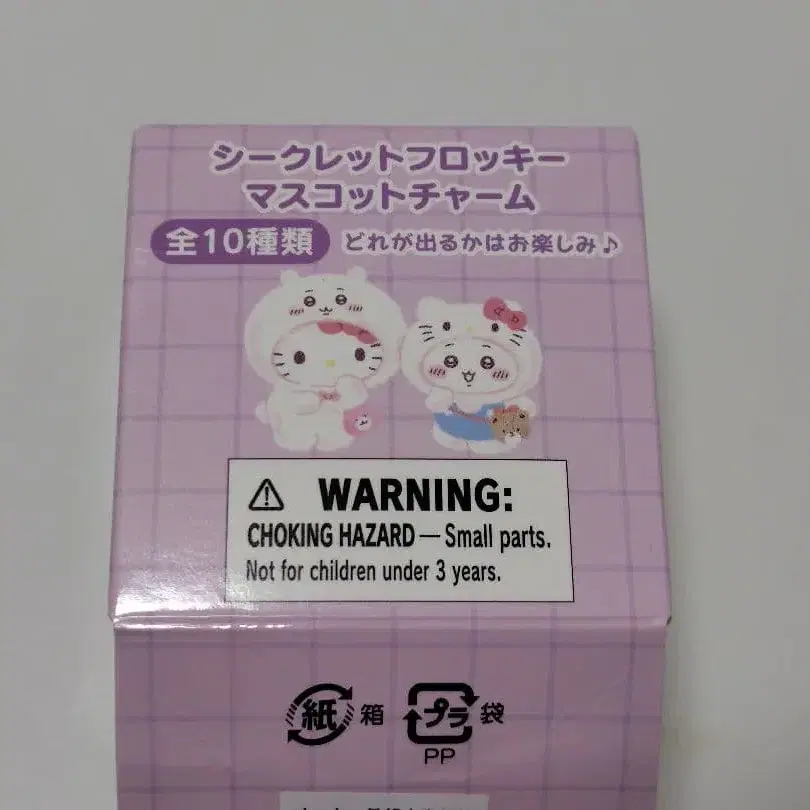 シークレットフロッキー
マスコットチャーム
全10種類 どれが出るかはお楽しみ♪
WARNING:
CHOKING HAZARD — Small parts.
Not for children under 3 years.
紙 箱 プラ 袋
PP